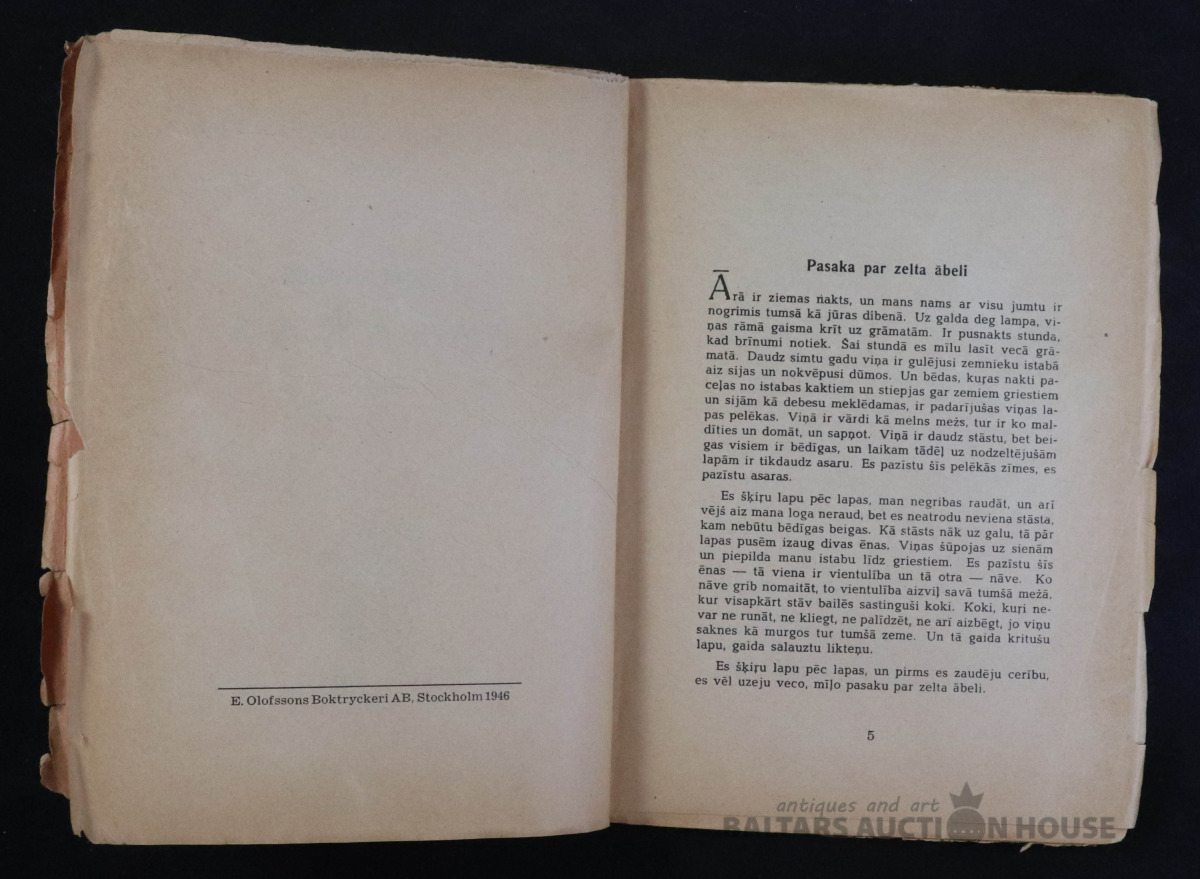 E. Olofssons Boktryckeri AB, Stockholm 1946
Pasaka par zelta ābeli
Ārā ir ziemas nakts, un mans nams ar visu jumtu ir
nogrimis tumsā kā jūras dibenā. Uz galda deg lampa, vi-
ņas rāmā gaisma krīt uz grāmatām. Ir pusnakts stunda,
kad brīnumi notiek. Šai stundā es mīlu lasīt vecā grā-
matā. Daudz simtu gadu viņa ir gulējusi zemnieku istabā
aiz sijas un nokvēpusi dūmos. Un bēdas, kuŗas nakti pa-
ceļas no istabas kaktiem un stiepjas gar zemiem griestiem
un sijām kā debesu meklēdamas, ir padarījušas viņas la-
pas pelēkas. Viņā ir vārdi kā melns mežs, tur ir ko mal-
dīties un domāt, un sapņot. Viņā ir daudz stāstu, bet bei-
gas visiem ir bēdīgas, un laikam tādēļ uz nodzeltējušām
lapām ir tikdaudz asaru. Es pazīstu šīs pelēkās zīmes, es
pazīstu asaras.
Es šķiŗu lapu pēc lapas, man negribas raudāt, un arī
vējš aiz mana loga neraud, bet es neatrodu neviena stāsta,
kam nebūtu bēdīgas beigas. Kā stāsts nāk uz galu, tā pār
lapas pusēm izaug divas ēnas. Viņas šūpojas uz sienām
un piepilda manu istabu līdz griestiem. Es pazīstu šīs
ēnas — tā viena ir vientulība un tā otra — nāve. Ko
nāve grib nomaitāt, to vientulība aizviļ savā tumšā mežā,
kur visapkārt stāv bailēs sastinguši koki. Koki, kuŗi ne-
var ne runāt, ne kliegt, ne palīdzēt, ne arī aizbēgt, jo viņu
saknes kā murgos tur tumšā zeme. Un tā gaida kritušu
lapu, gaida salauztu likteņu.
Es šķiŗu lapu pēc lapas, un pirms es zaudēju cerību,
es vēl uzeju veco, mīļo pasaku par zelta ābeli.
5
antiques and art
BALTARS AUCTION HOUSE